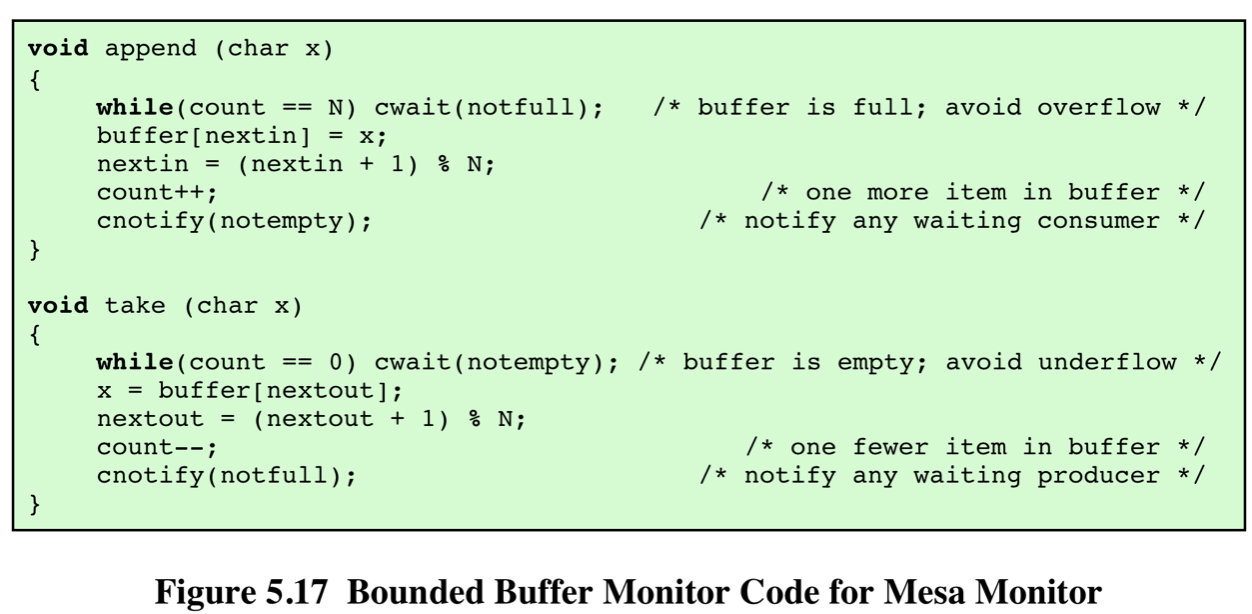 void append (char x)
{
while(count == N) cwait(notfull); /* buffer is full; avoid overflow */
buffer[nextin] = x;
nextin = (nextin + 1) % N;
count++; /* one more item in buffer */
cnotify(notempty); /* notify any waiting consumer */
}
void take (char x)
{
while(count == 0) cwait(notempty); /* buffer is empty; avoid underflow */
x = buffer[nextout];
nextout = (nextout + 1) % N;
count--; /* one fewer item in buffer */
cnotify(notfull); /* notify any waiting producer */
}
Figure 5.17 Bounded Buffer Monitor Code for Mesa Monitor